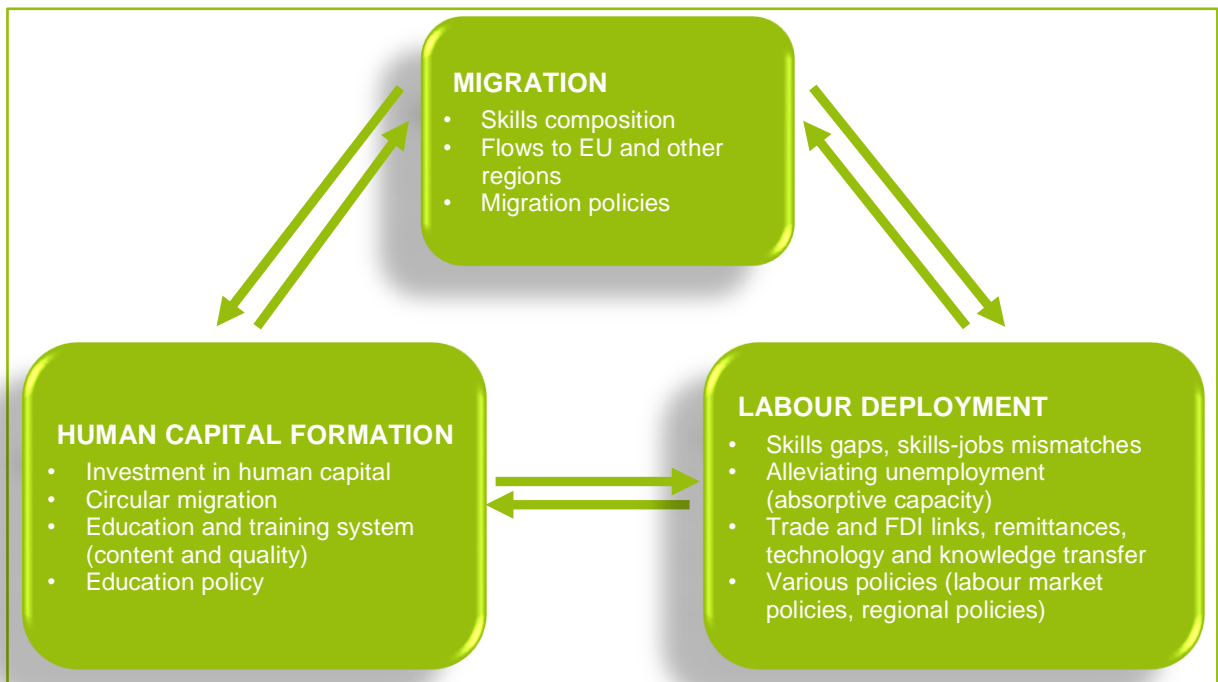 MIGRATION
• Skills composition
• Flows to EU and other
regions
• Migration policies
HUMAN CAPITAL FORMATION
• Investment in human capital
• Circular migration
• Education and training system
(content and quality)
• Education policy
LABOUR DEPLOYMENT
• Skills gaps, skills-jobs mismatches
• Alleviating unemployment
(absorptive capacity)
• Trade and FDI links, remittances,
technology and knowledge transfer
• Various policies (labour market
policies, regional policies)